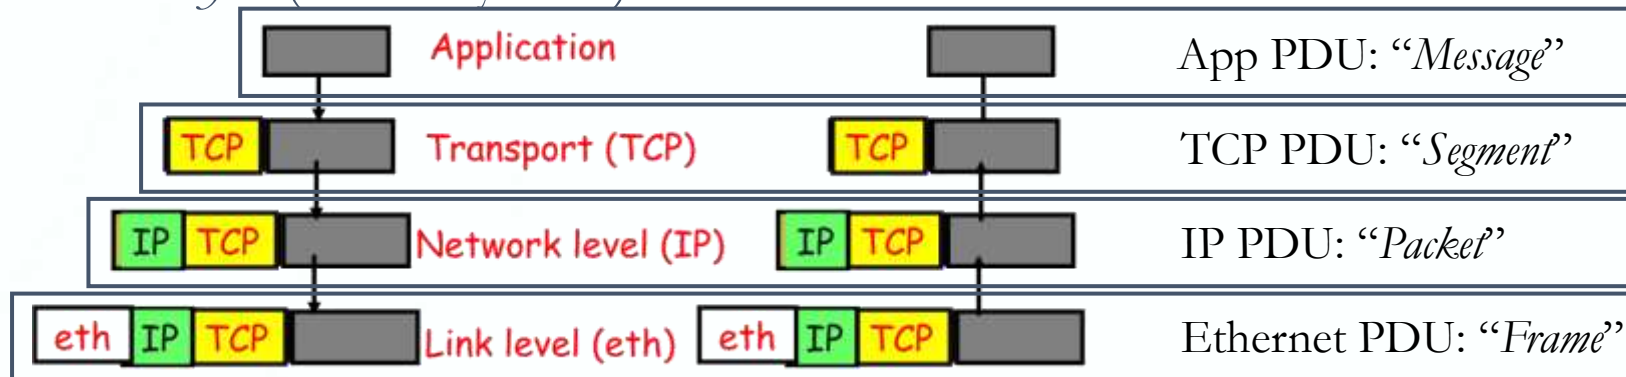 Application App PDU: “Message”
TCP Transport (TCP) TCP TCP PDU: “Segment”
IP TCP Network level (IP) IP TCP IP PDU: “Packet”
eth IP TCP Link level (eth) eth IP TCP Ethernet PDU: “Frame”